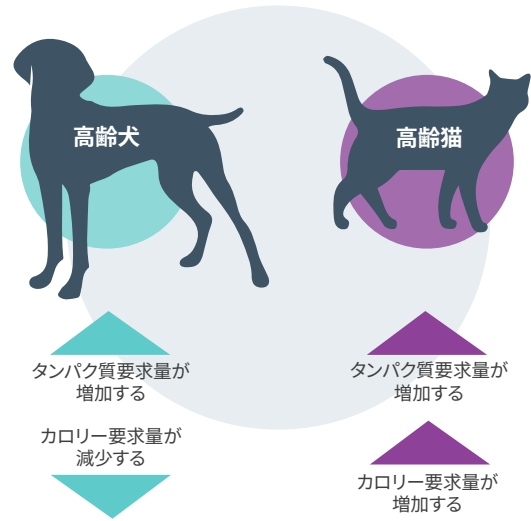 高齢犬
高齢猫
タンパク質要求量が
増加する
カロリー要求量が
減少する
タンパク質要求量が
増加する
カロリー要求量が
増加する